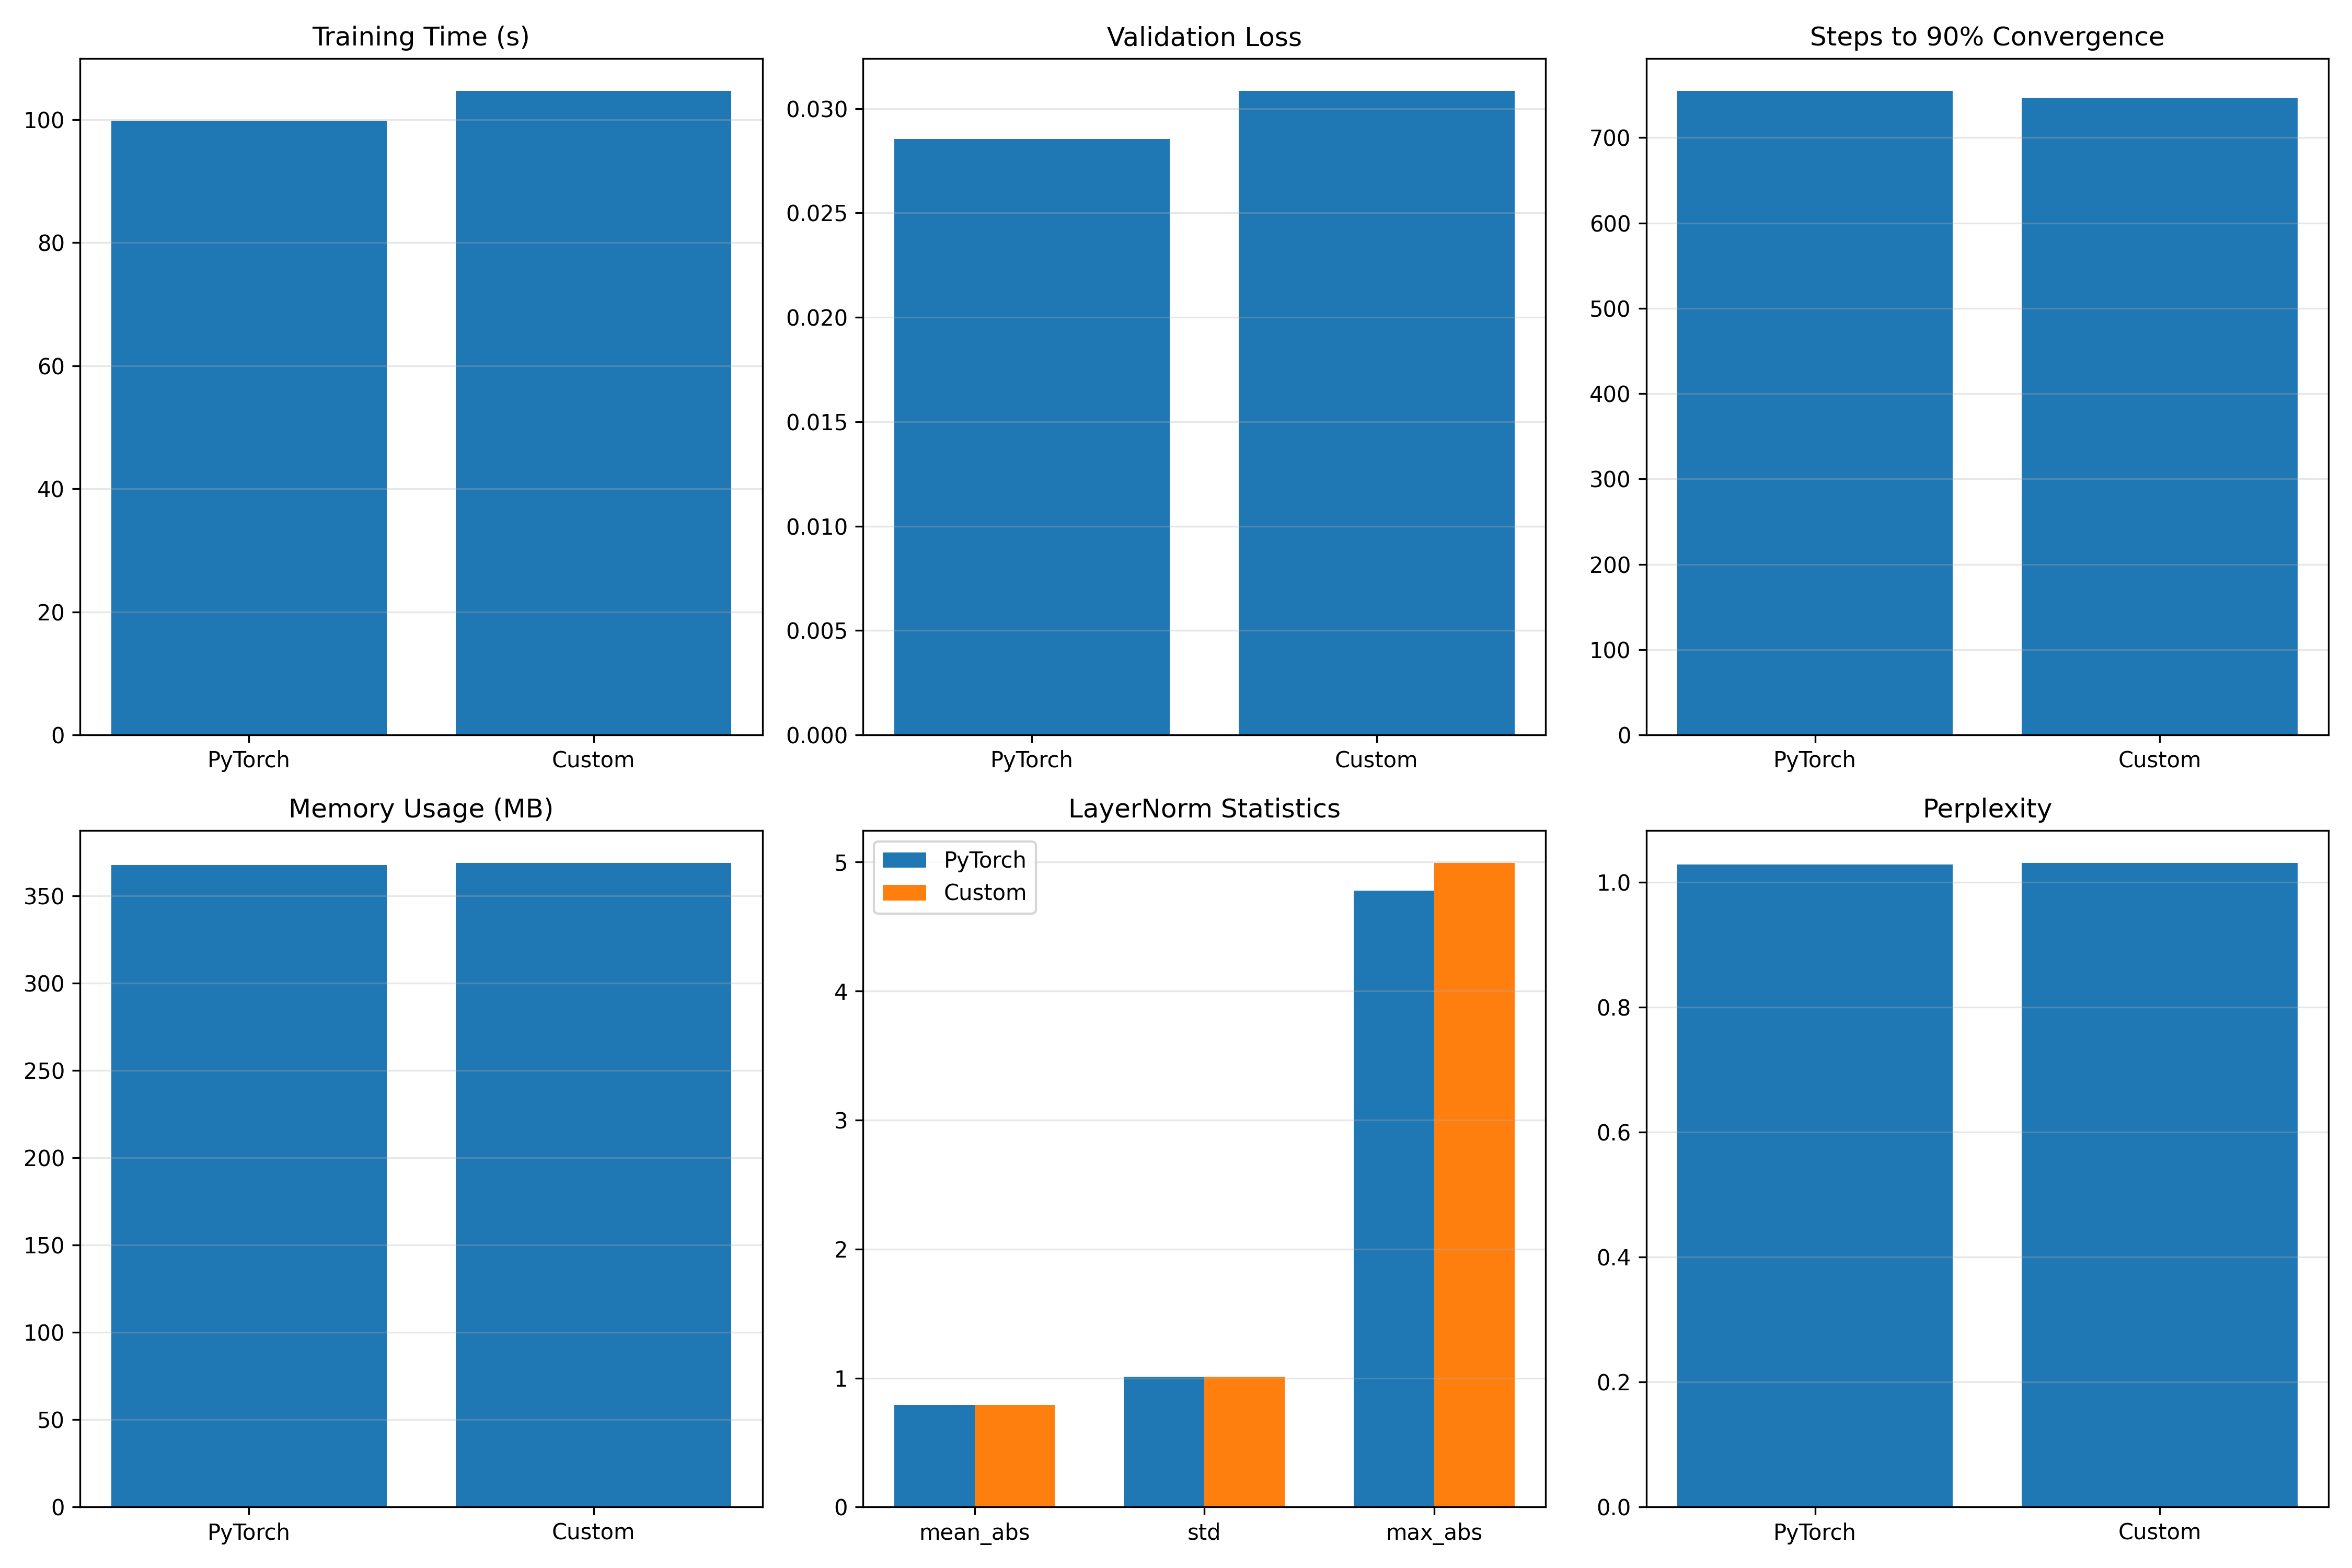 Training Time (s)
100
80
60
40
20
0
PyTorch
Custom
Validation Loss
0.030
0.025
0.020
0.015
0.010
0.005
0.000
PyTorch
Custom
Steps to 90% Convergence
700
600
500
400
300
200
100
0
PyTorch
Custom
Memory Usage (MB)
350
300
250
200
150
100
50
0
PyTorch
Custom
LayerNorm Statistics
PyTorch
Custom
5
4
3
2
1
0
mean_abs
std
max_abs
Perplexity
1.0
0.8
0.6
0.4
0.2
0.0
PyTorch
Custom